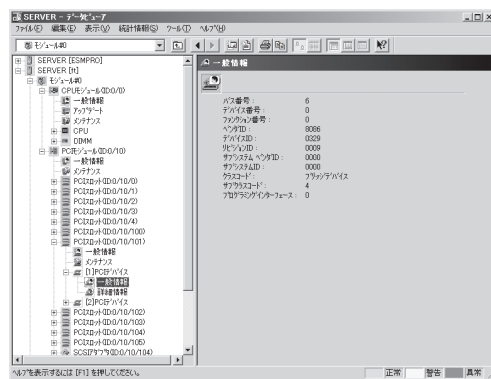 SERVER - ﾃﾞｰﾀﾋﾞｭｰｱ
ﾌｧｲﾙ(F) 編集(E) 表示(V) 統計情報(S) ﾂｰﾙ(T) ﾍﾙﾌﾟ(H)
ﾓｼﾞｭｰﾙ#0
SERVER [ESMPRO]
SERVER [ft]
ﾓｼﾞｭｰﾙ#0
CPUﾓｼﾞｭｰﾙ(ID:0/0)
一般情報
ｱｯﾌﾟﾃﾞｰﾄ
ﾒﾝﾃﾅﾝｽ
CPU
DIMM
PCIﾓｼﾞｭｰﾙ(ID:0/10)
一般情報
ﾒﾝﾃﾅﾝｽ
PCIｽﾛｯﾄ(ID:0/10/0)
PCIｽﾛｯﾄ(ID:0/10/1)
PCIｽﾛｯﾄ(ID:0/10/2)
PCIｽﾛｯﾄ(ID:0/10/3)
PCIｽﾛｯﾄ(ID:0/10/4)
PCIｽﾛｯﾄ(ID:0/10/100)
PCIｽﾛｯﾄ(ID:0/10/101)
一般情報
ﾒﾝﾃﾅﾝｽ
[1]PCIﾃﾞﾊﾞｲｽ
一般情報
詳細情報
[2]PCIﾃﾞﾊﾞｲｽ
PCIｽﾛｯﾄ(ID:0/10/102)
PCIｽﾛｯﾄ(ID:0/10/103)
PCIｽﾛｯﾄ(ID:0/10/104)
PCIｽﾛｯﾄ(ID:0/10/105)
SCSIｱﾀﾞﾌﾟﾀ(ID:0/10/104)
一般情報
ﾊﾞｽ番号 : 6
ﾃﾞﾊﾞｲｽ番号 : 0
ﾌｧﾝｸｼｮﾝ番号 : 0
ﾍﾞﾝﾀﾞID : 8086
ﾃﾞﾊﾞｲｽID : 0329
ﾘﾋﾞｼﾞｮﾝID : 0009
ｻﾌﾞｼｽﾃﾑ ﾍﾞﾝﾀﾞID : 0000
ｻﾌﾞｼｽﾃﾑID : 0000
ｸﾗｽｺｰﾄﾞ : ﾌﾞﾘｯｼﾞﾃﾞﾊﾞｲｽ
ｻﾌﾞｸﾗｽｺｰﾄﾞ : 4
ﾌﾟﾛｸﾞﾗﾐﾝｸﾞｲﾝﾀｰﾌｪｰｽ : 0
ﾍﾙﾌﾟを表示するには [F1] を押してください。
正常 警告 異常